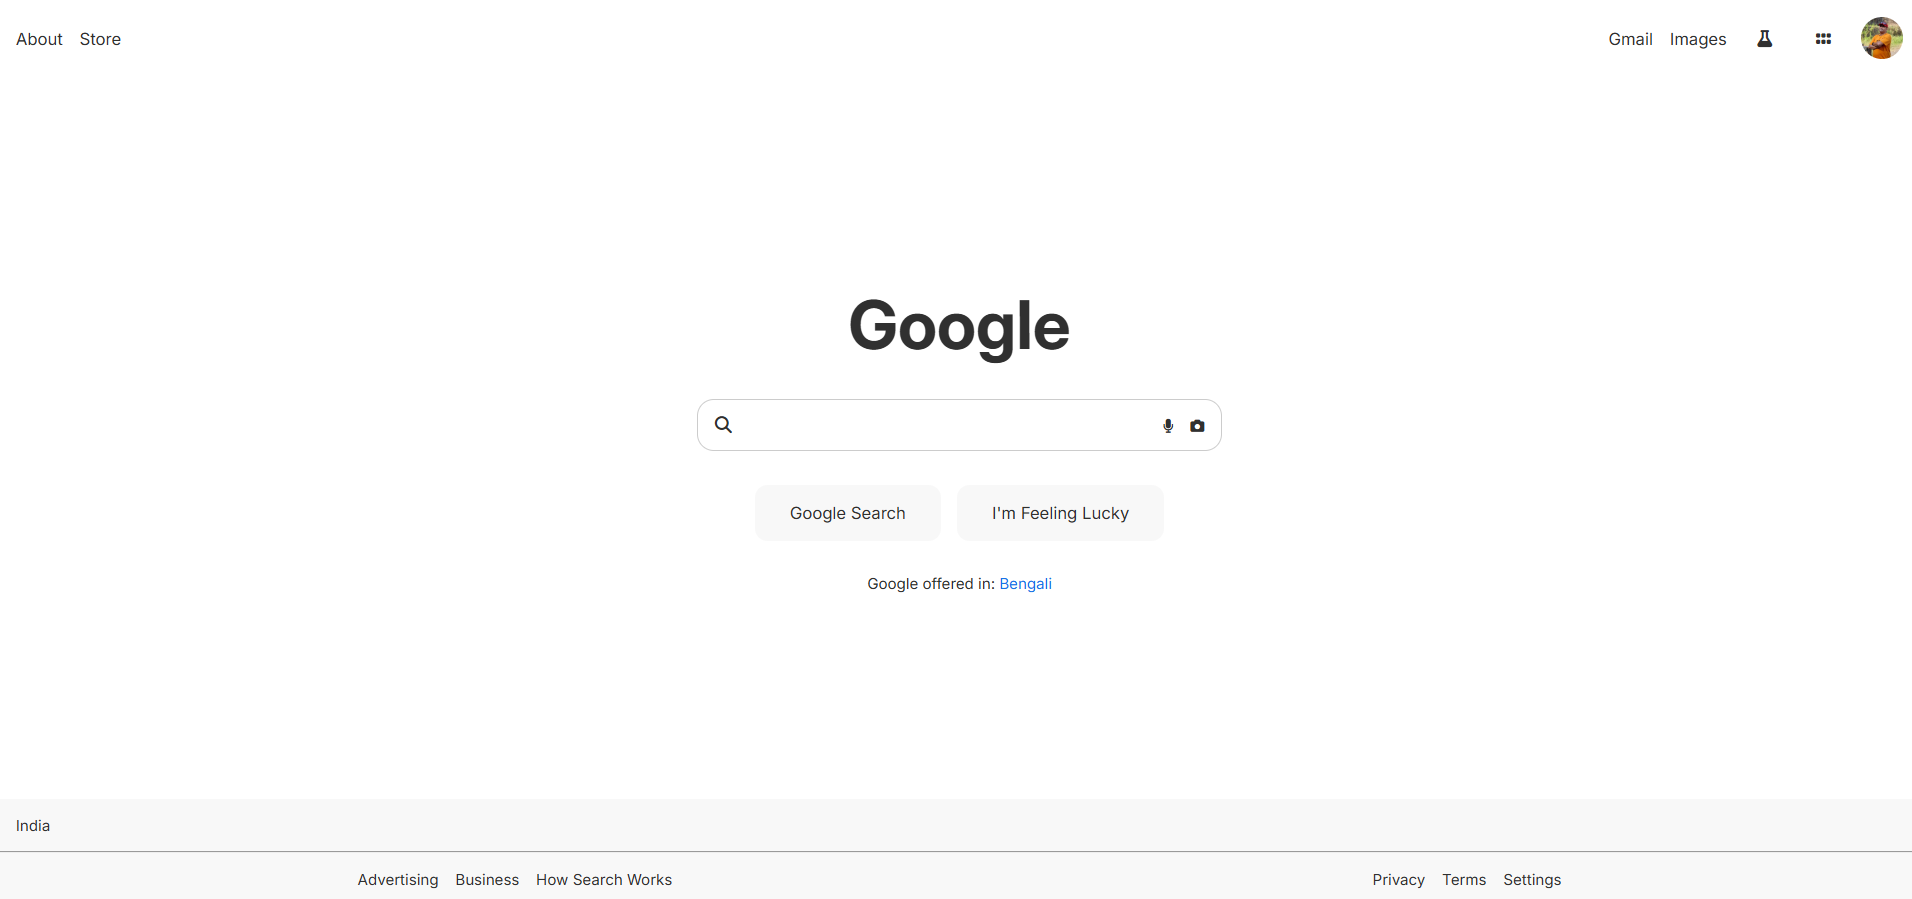 About Store
Gmail Images
Google
Google Search
I'm Feeling Lucky
Google offered in: Bengali
India
Advertising Business How Search Works
Privacy Terms Settings